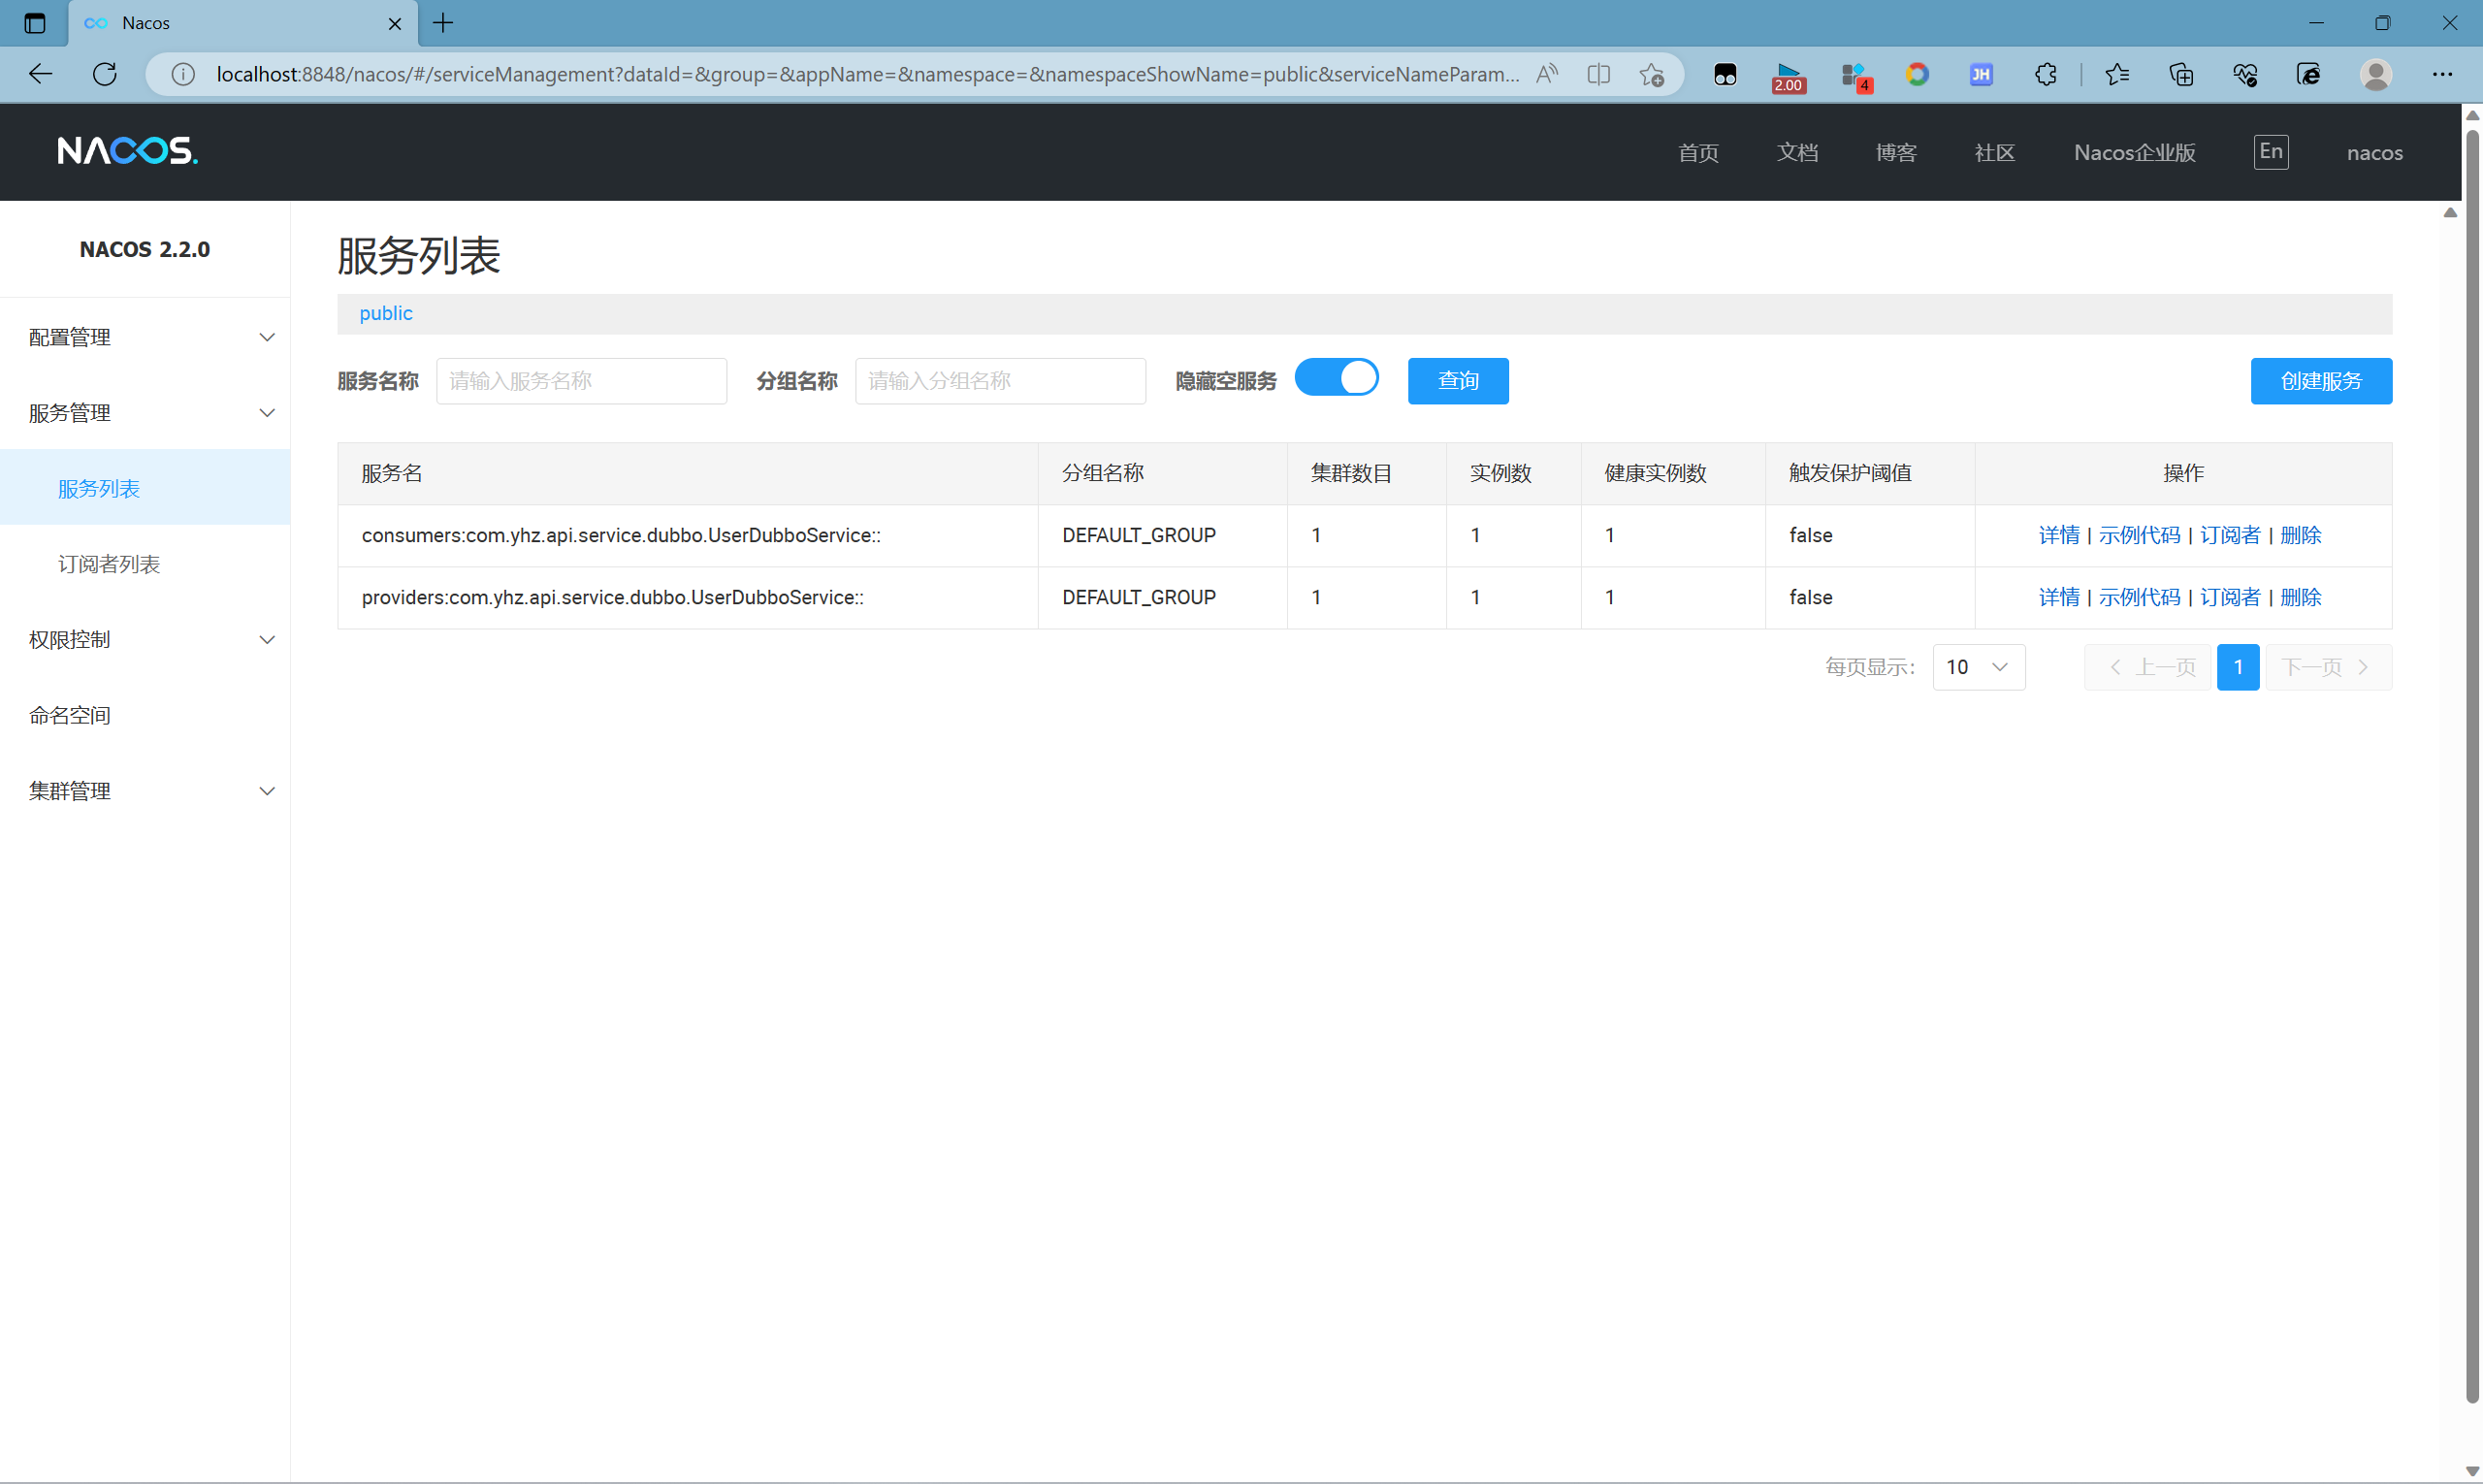 Nacos
localhost:8848/nacos/#/serviceManagement?dataId=&group=&appName=&namespace=&namespaceShowName=public&serviceNameParam...
2.00
4
JH
NACOS.
首页 文档 博客 社区 Nacos企业版 En nacos
NACOS 2.2.0
配置管理
服务管理
服务列表
订阅者列表
权限控制
命名空间
集群管理
服务列表
public
服务名称 请输入服务名称 分组名称 请输入分组名称 隐藏空服务 查询 创建服务
服务名 分组名称 集群数目 实例数 健康实例数 触发保护阈值 操作
consumers:com.yhz.api.service.dubbo.UserDubboService:: DEFAULT_GROUP 1 1 1 false 详情 | 示例代码 | 订阅者 | 删除
providers:com.yhz.api.service.dubbo.UserDubboService:: DEFAULT_GROUP 1 1 1 false 详情 | 示例代码 | 订阅者 | 删除
每页显示: 10 上一页 1 下一页